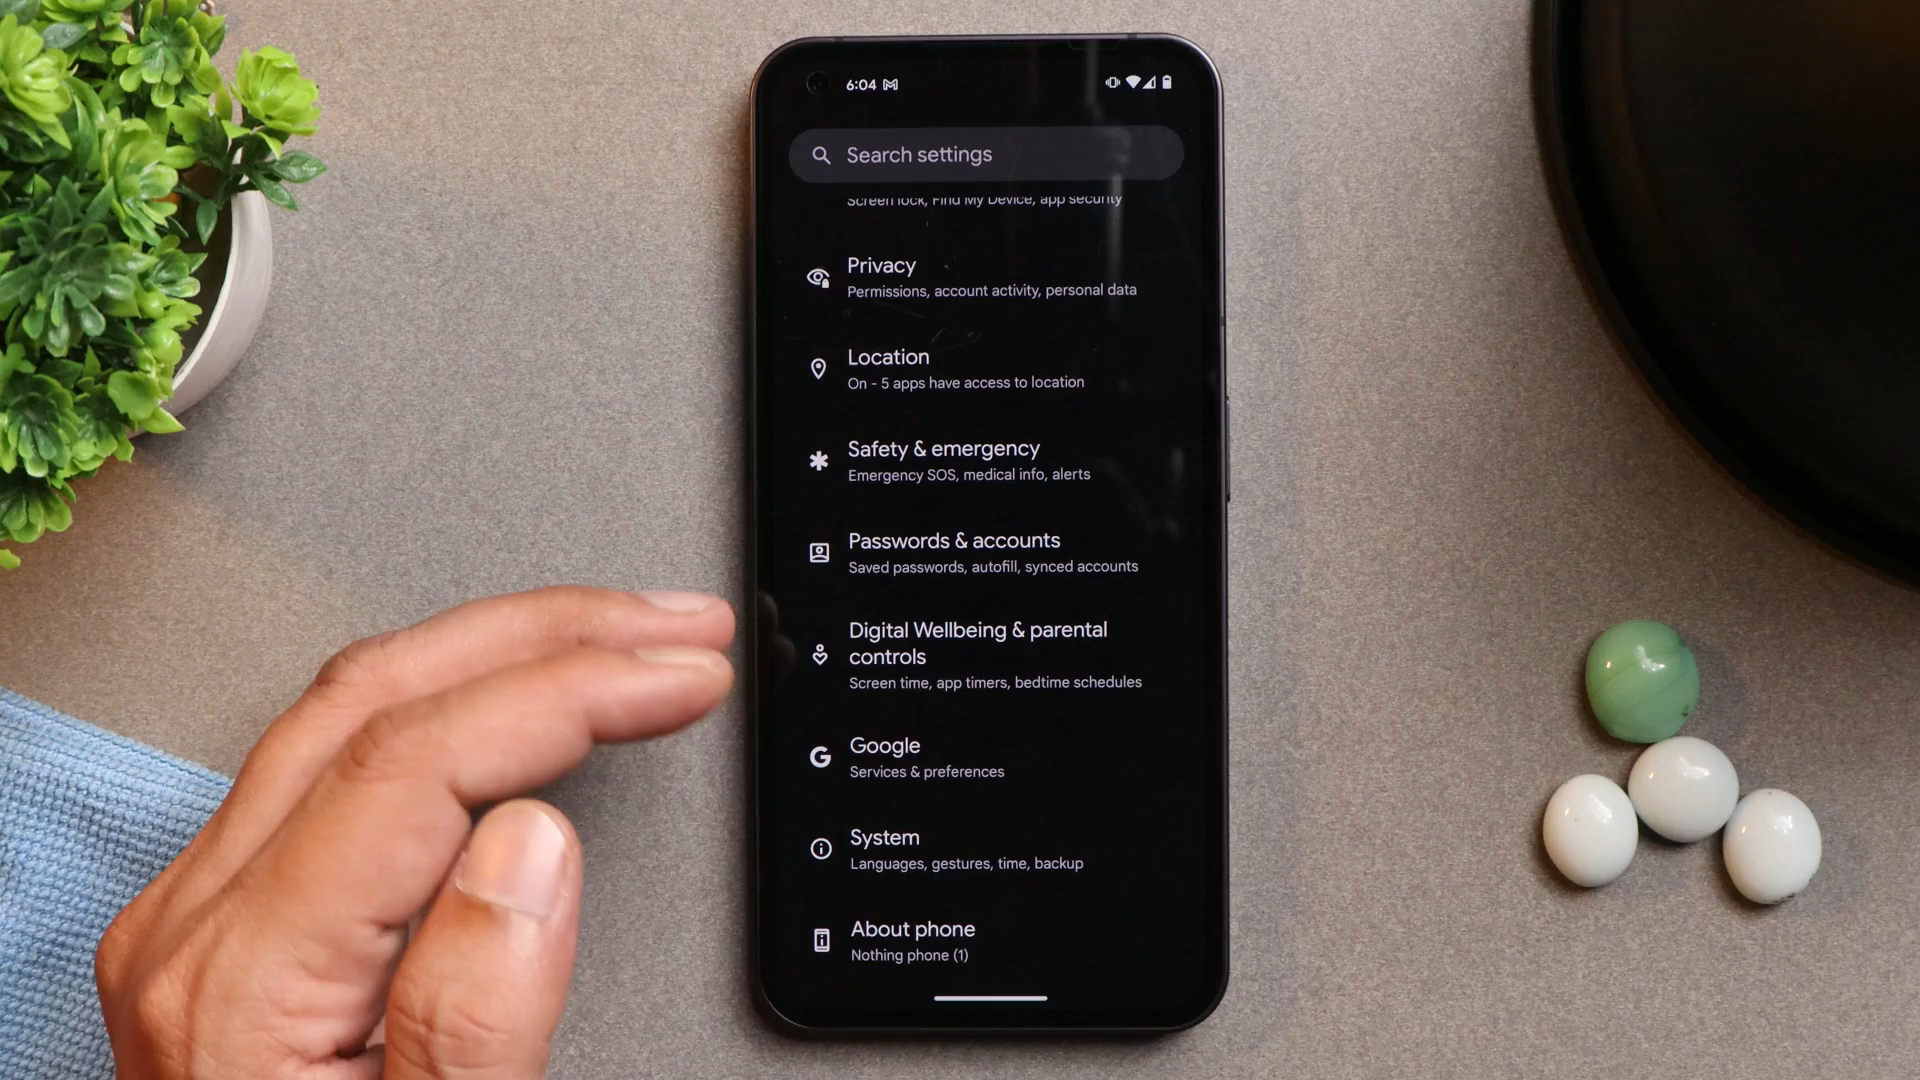 6:04
Search settings
Screen lock, Find My Device, app security
Privacy
Permissions, account activity, personal data
Location
On - 5 apps have access to location
Safety & emergency
Emergency SOS, medical info, alerts
Passwords & accounts
Saved passwords, autofill, synced accounts
Digital Wellbeing & parental
controls
Screen time, app timers, bedtime schedules
Google
Services & preferences
System
Languages, gestures, time, backup
About phone
Nothing phone (1)